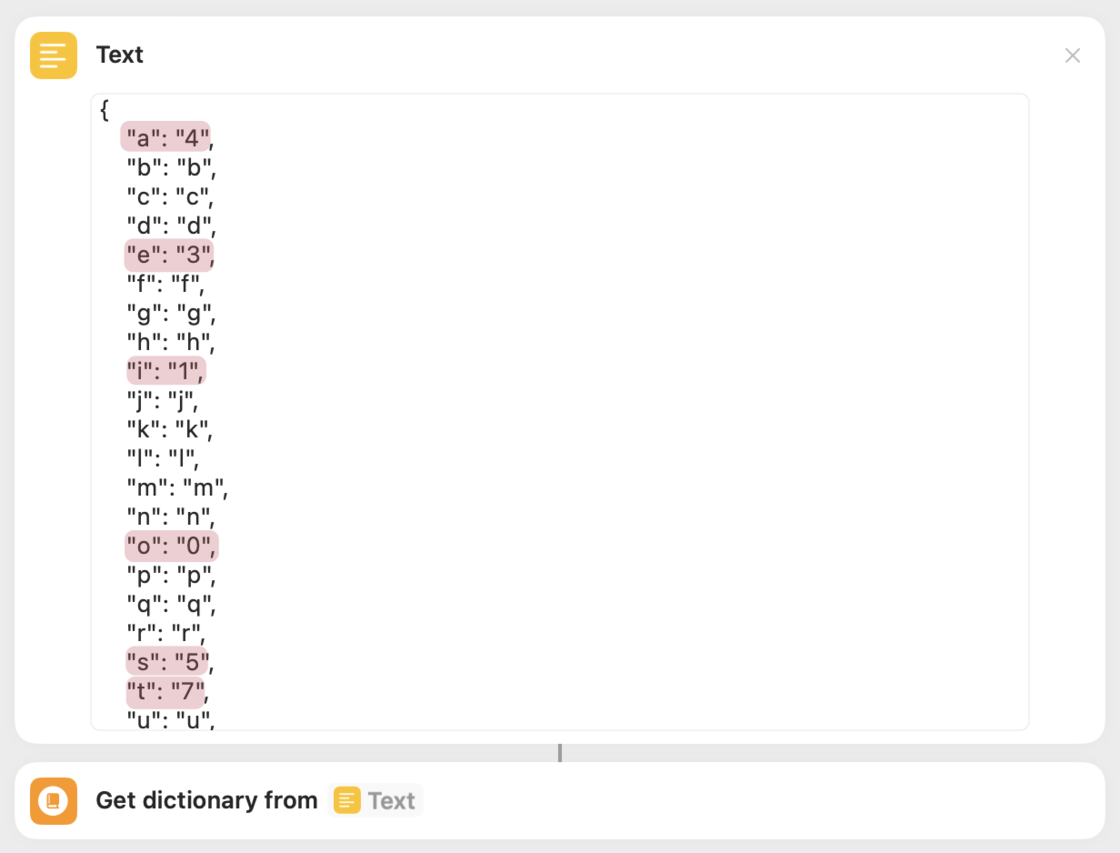 Text
{
"a": "4",
"b": "b",
"c": "c",
"d": "d",
"e": "3",
"f": "f",
"g": "g",
"h": "h",
"i": "1",
"j": "j",
"k": "k",
"l": "l",
"m": "m",
"n": "n",
"o": "0",
"p": "p",
"q": "q",
"r": "r",
"s": "5",
"t": "7",
"u": "u",
Get dictionary from Text